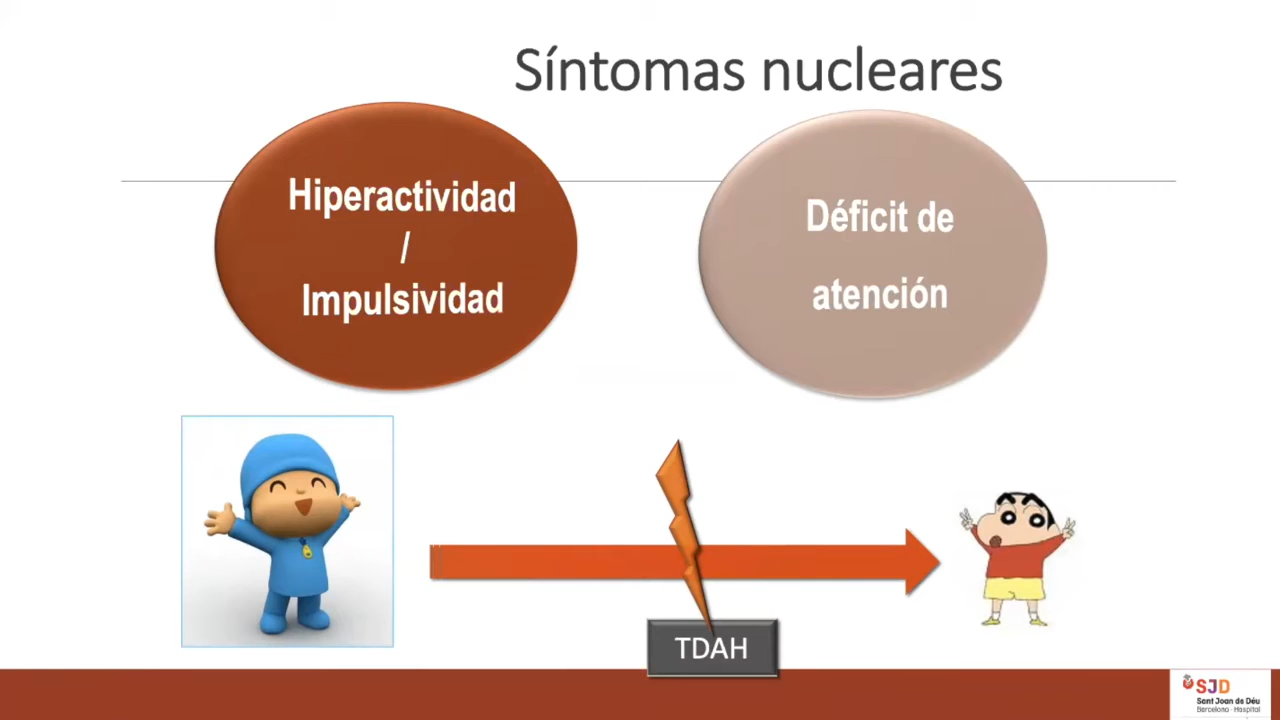 Síntomas nucleares
Hiperactividad
/
Impulsividad
Déficit de
atención
TDAH
SJD
Sant Joan de Déu
Barcelona · Hospital